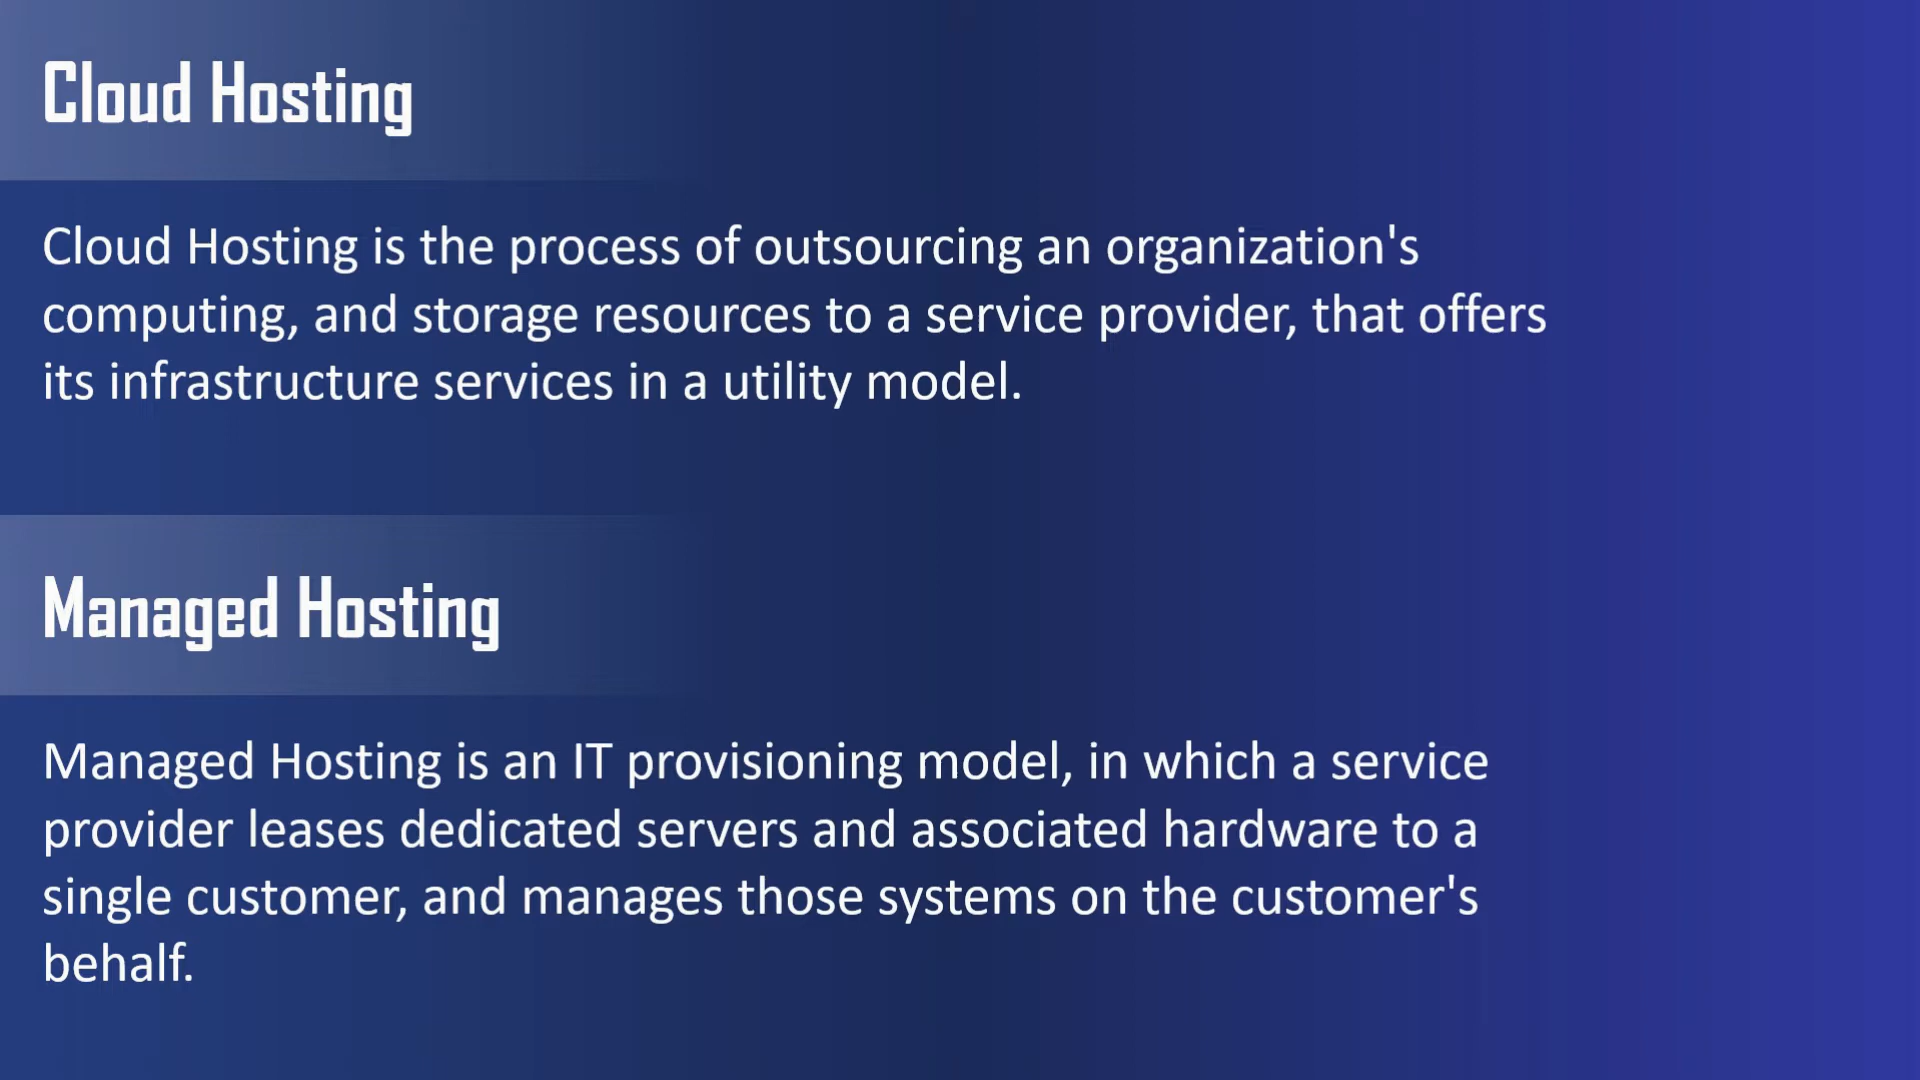 Cloud Hosting
Cloud Hosting is the process of outsourcing an organization's
computing, and storage resources to a service provider, that offers
its infrastructure services in a utility model.
Managed Hosting
Managed Hosting is an IT provisioning model, in which a service
provider leases dedicated servers and associated hardware to a
single customer, and manages those systems on the customer's
behalf.